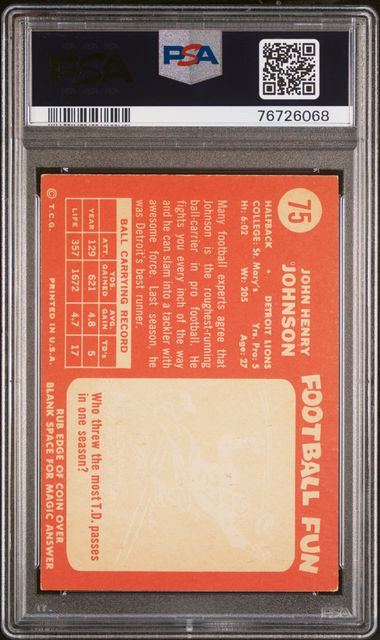 PSA
PSA
76726068
75
JOHN HENRY
JOHNSON
HALFBACK • DETROIT LIONS
COLLEGE: St. Mary's Yrs. Pro: 5
Ht: 6:02 Wt: 205 Age: 27
Many football experts agree that
Johnson is the roughest-running
ball-carrier in pro football. He
fights you every inch of the way
and he can slam into a tackler with
awesome force. Last season, he
was Detroit's best runner.
BALL CARRYING RECORD
ATT. YDS. GAINED AVG. GAIN TD's
YEAR 129 621 4.8 5
LIFE 357 1672 4.7 17
© T.C.G. PRINTED IN U.S.A.
FOOTBALL FUN
Who threw the most T.D. passes
in one season?
RUB EDGE OF COIN OVER
BLANK SPACE FOR MAGIC ANSWER